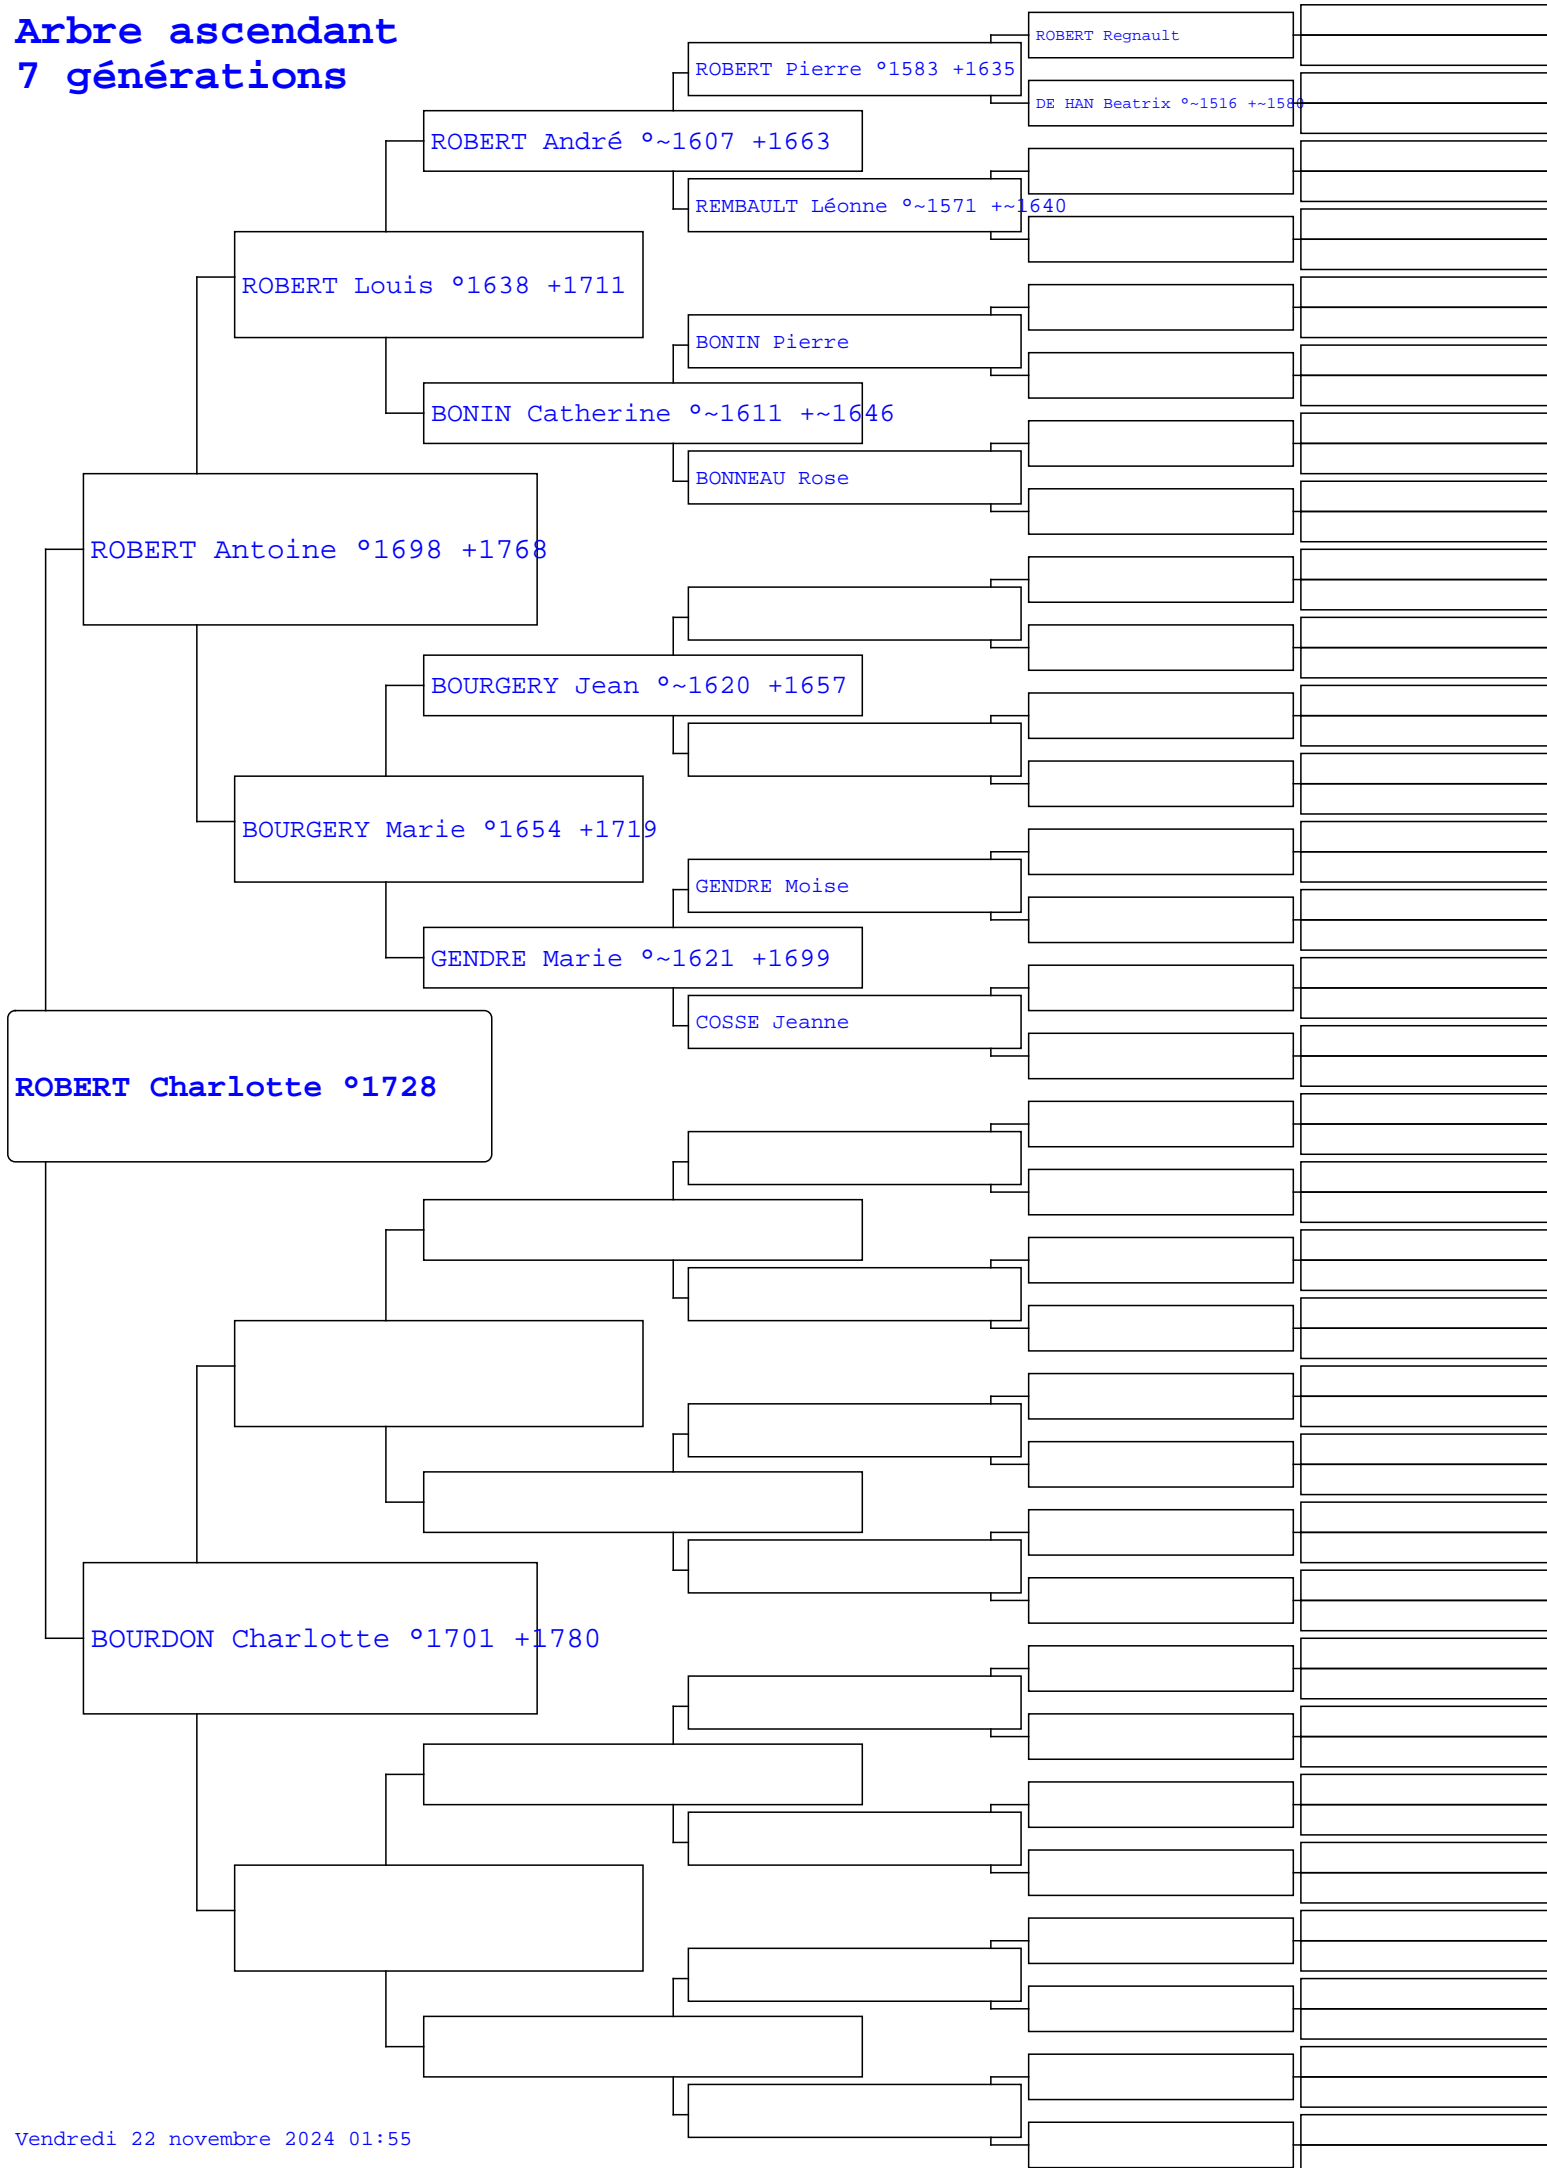 Arbre ascendant
7 générations
ROBERT Regnault
ROBERT Pierre °1583 +1635
DE HAN Beatrix °~1516 +~1580
ROBERT André °~1607 +1663
REMBAULT Léonne °~1571 +~1640
ROBERT Louis °1638 +1711
BONIN Pierre
BONIN Catherine °~1611 +~1646
BONNEAU Rose
ROBERT Antoine °1698 +1768
BOURGERY Jean °~1620 +1657
BOURGERY Marie °1654 +1719
GENDRE Moise
GENDRE Marie °~1621 +1699
COSSE Jeanne
ROBERT Charlotte °1728
BOURDON Charlotte °1701 +1780
Vendredi 22 novembre 2024 01:55